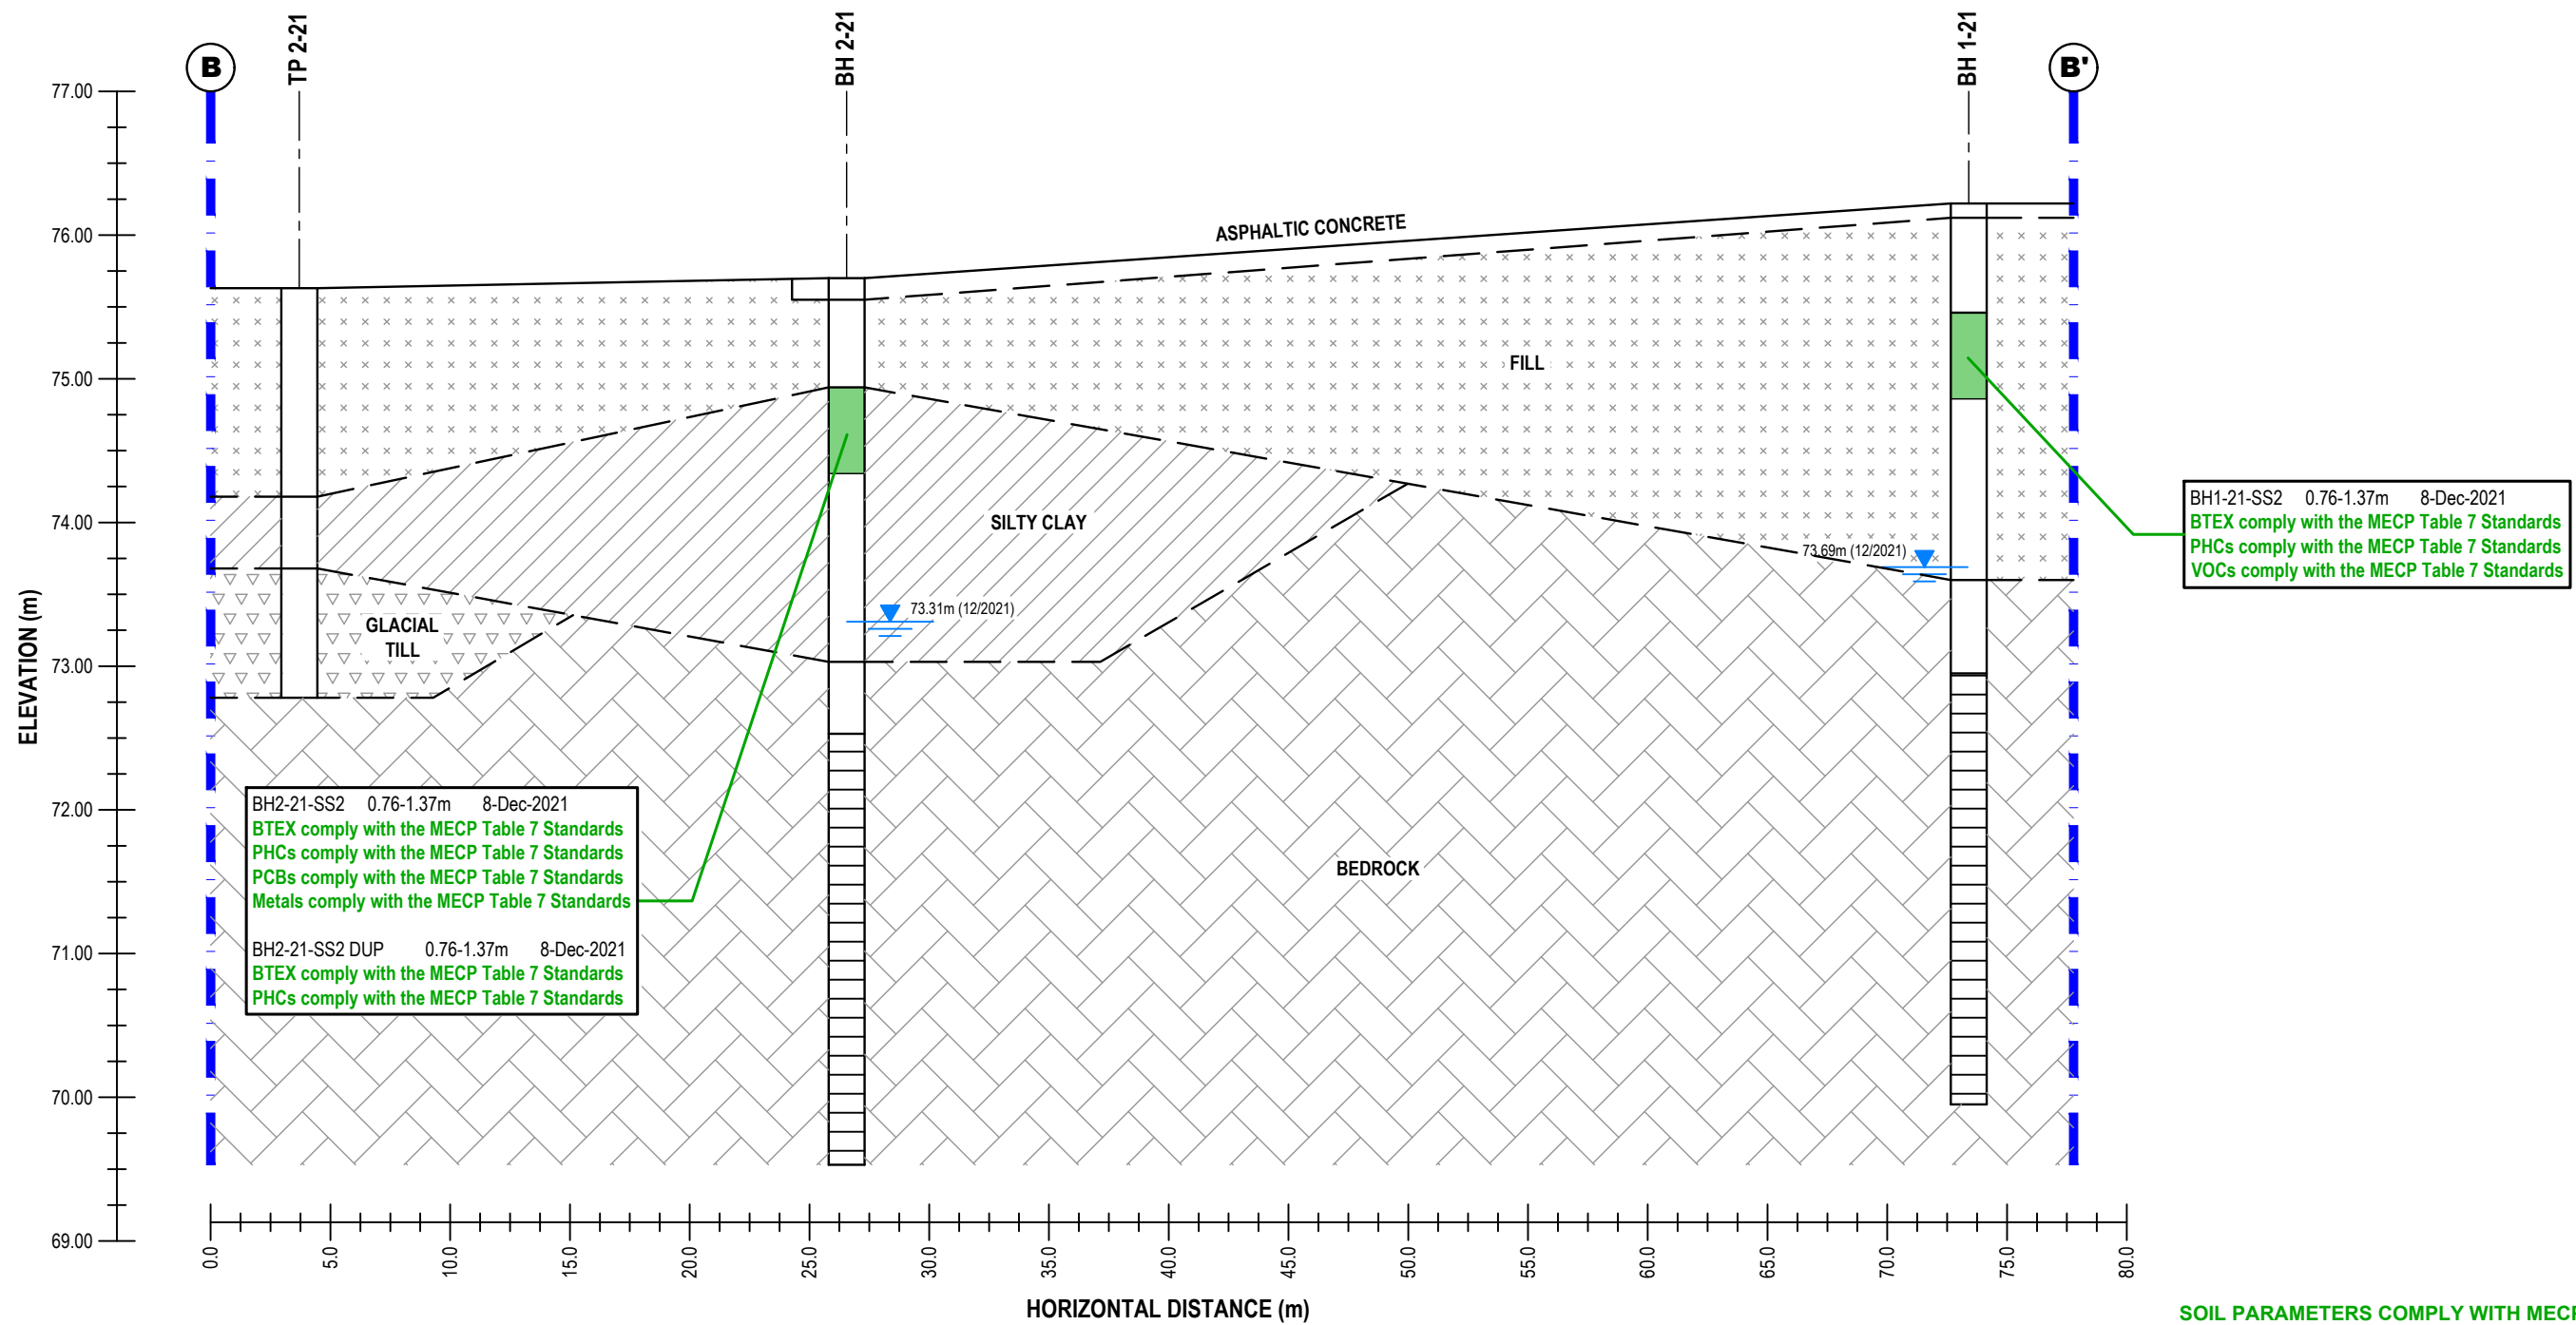 B
TP 2-21
BH 2-21
BH 1-21
B'
77.00
76.00
75.00
74.00
73.00
72.00
71.00
70.00
69.00
ELEVATION (m)
ASPHALTIC CONCRETE
FILL
SILTY CLAY
GLACIAL
TILL
BEDROCK
73.31m (12/2021)
73.69m (12/2021)
BH1-21-SS2 0.76-1.37m 8-Dec-2021
BTEX comply with the MECP Table 7 Standards
PHCs comply with the MECP Table 7 Standards
VOCs comply with the MECP Table 7 Standards
BH2-21-SS2 0.76-1.37m 8-Dec-2021
BTEX comply with the MECP Table 7 Standards
PHCs comply with the MECP Table 7 Standards
PCBs comply with the MECP Table 7 Standards
Metals comply with the MECP Table 7 Standards
BH2-21-SS2 DUP 0.76-1.37m 8-Dec-2021
BTEX comply with the MECP Table 7 Standards
PHCs comply with the MECP Table 7 Standards
0.0 5.0 10.0 15.0 20.0 25.0 30.0 35.0 40.0 45.0 50.0 55.0 60.0 65.0 70.0 75.0 80.0
HORIZONTAL DISTANCE (m)
SOIL PARAMETERS COMPLY WITH MECP